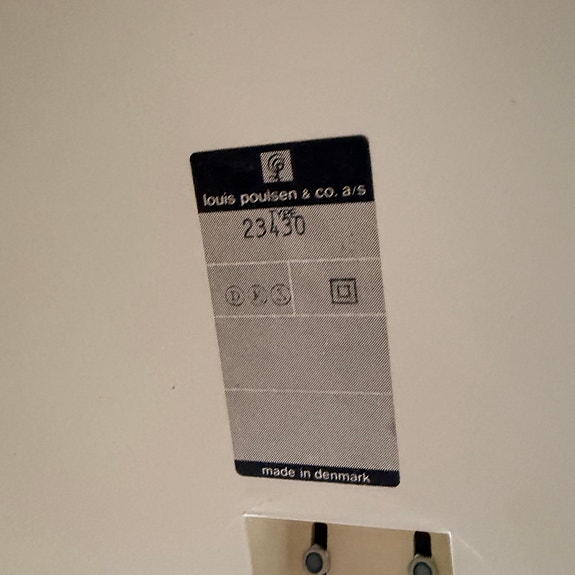 louis poulsen & co. a/s
TYPE
23430
D F S
made in denmark